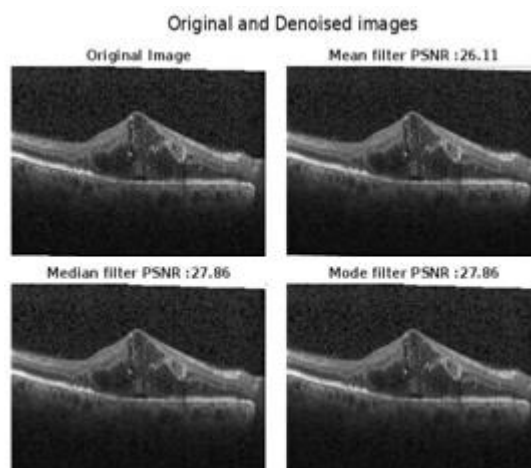 Original and Denoised images
Original Image
Mean filter PSNR :26.11
Median filter PSNR :27.86
Mode filter PSNR :27.86